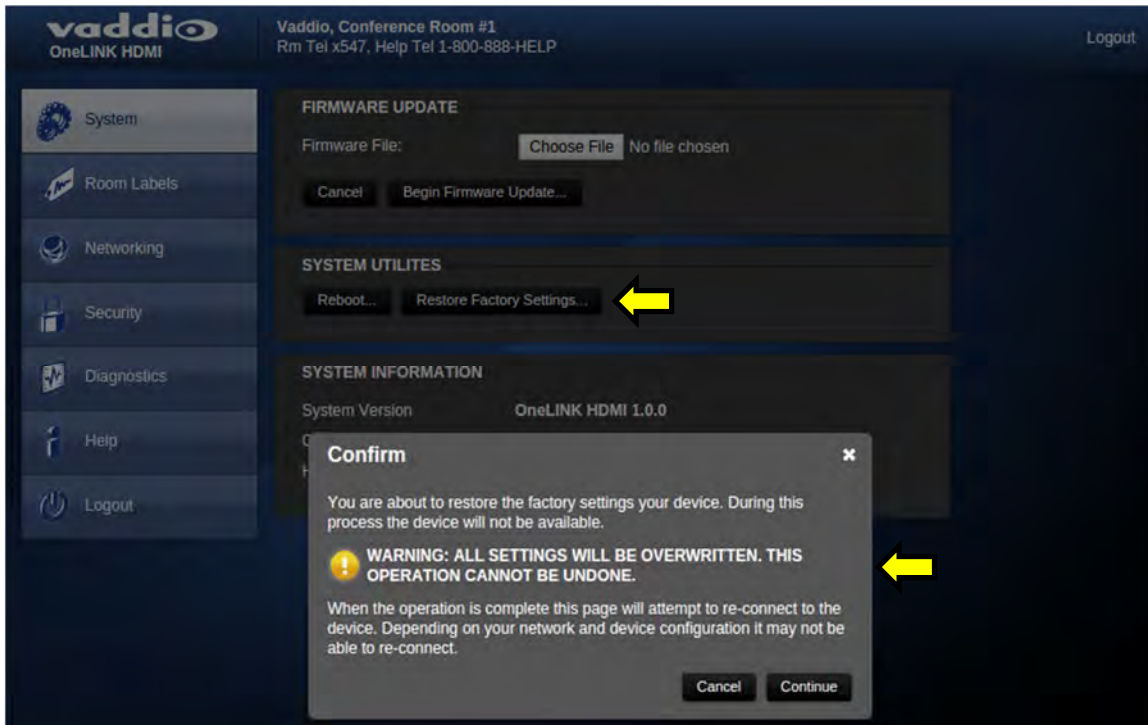 vaddio
OneLINK HDMI
Vaddio, Conference Room #1
Rm Tel x547, Help Tel 1-800-888-HELP
Logout
System
Room Labels
Networking
Security
Diagnostics
Help
Logout
FIRMWARE UPDATE
Firmware File: Choose File No file chosen
Cancel Begin Firmware Update...
SYSTEM UTILITES
Reboot... Restore Factory Settings...
SYSTEM INFORMATION
System Version OneLINK HDMI 1.0.0
Confirm
You are about to restore the factory settings your device. During this
process the device will not be available.
WARNING: ALL SETTINGS WILL BE OVERWRITTEN. THIS
OPERATION CANNOT BE UNDONE.
When the operation is complete this page will attempt to re-connect to the
device. Depending on your network and device configuration it may not be
able to re-connect.
Cancel Continue